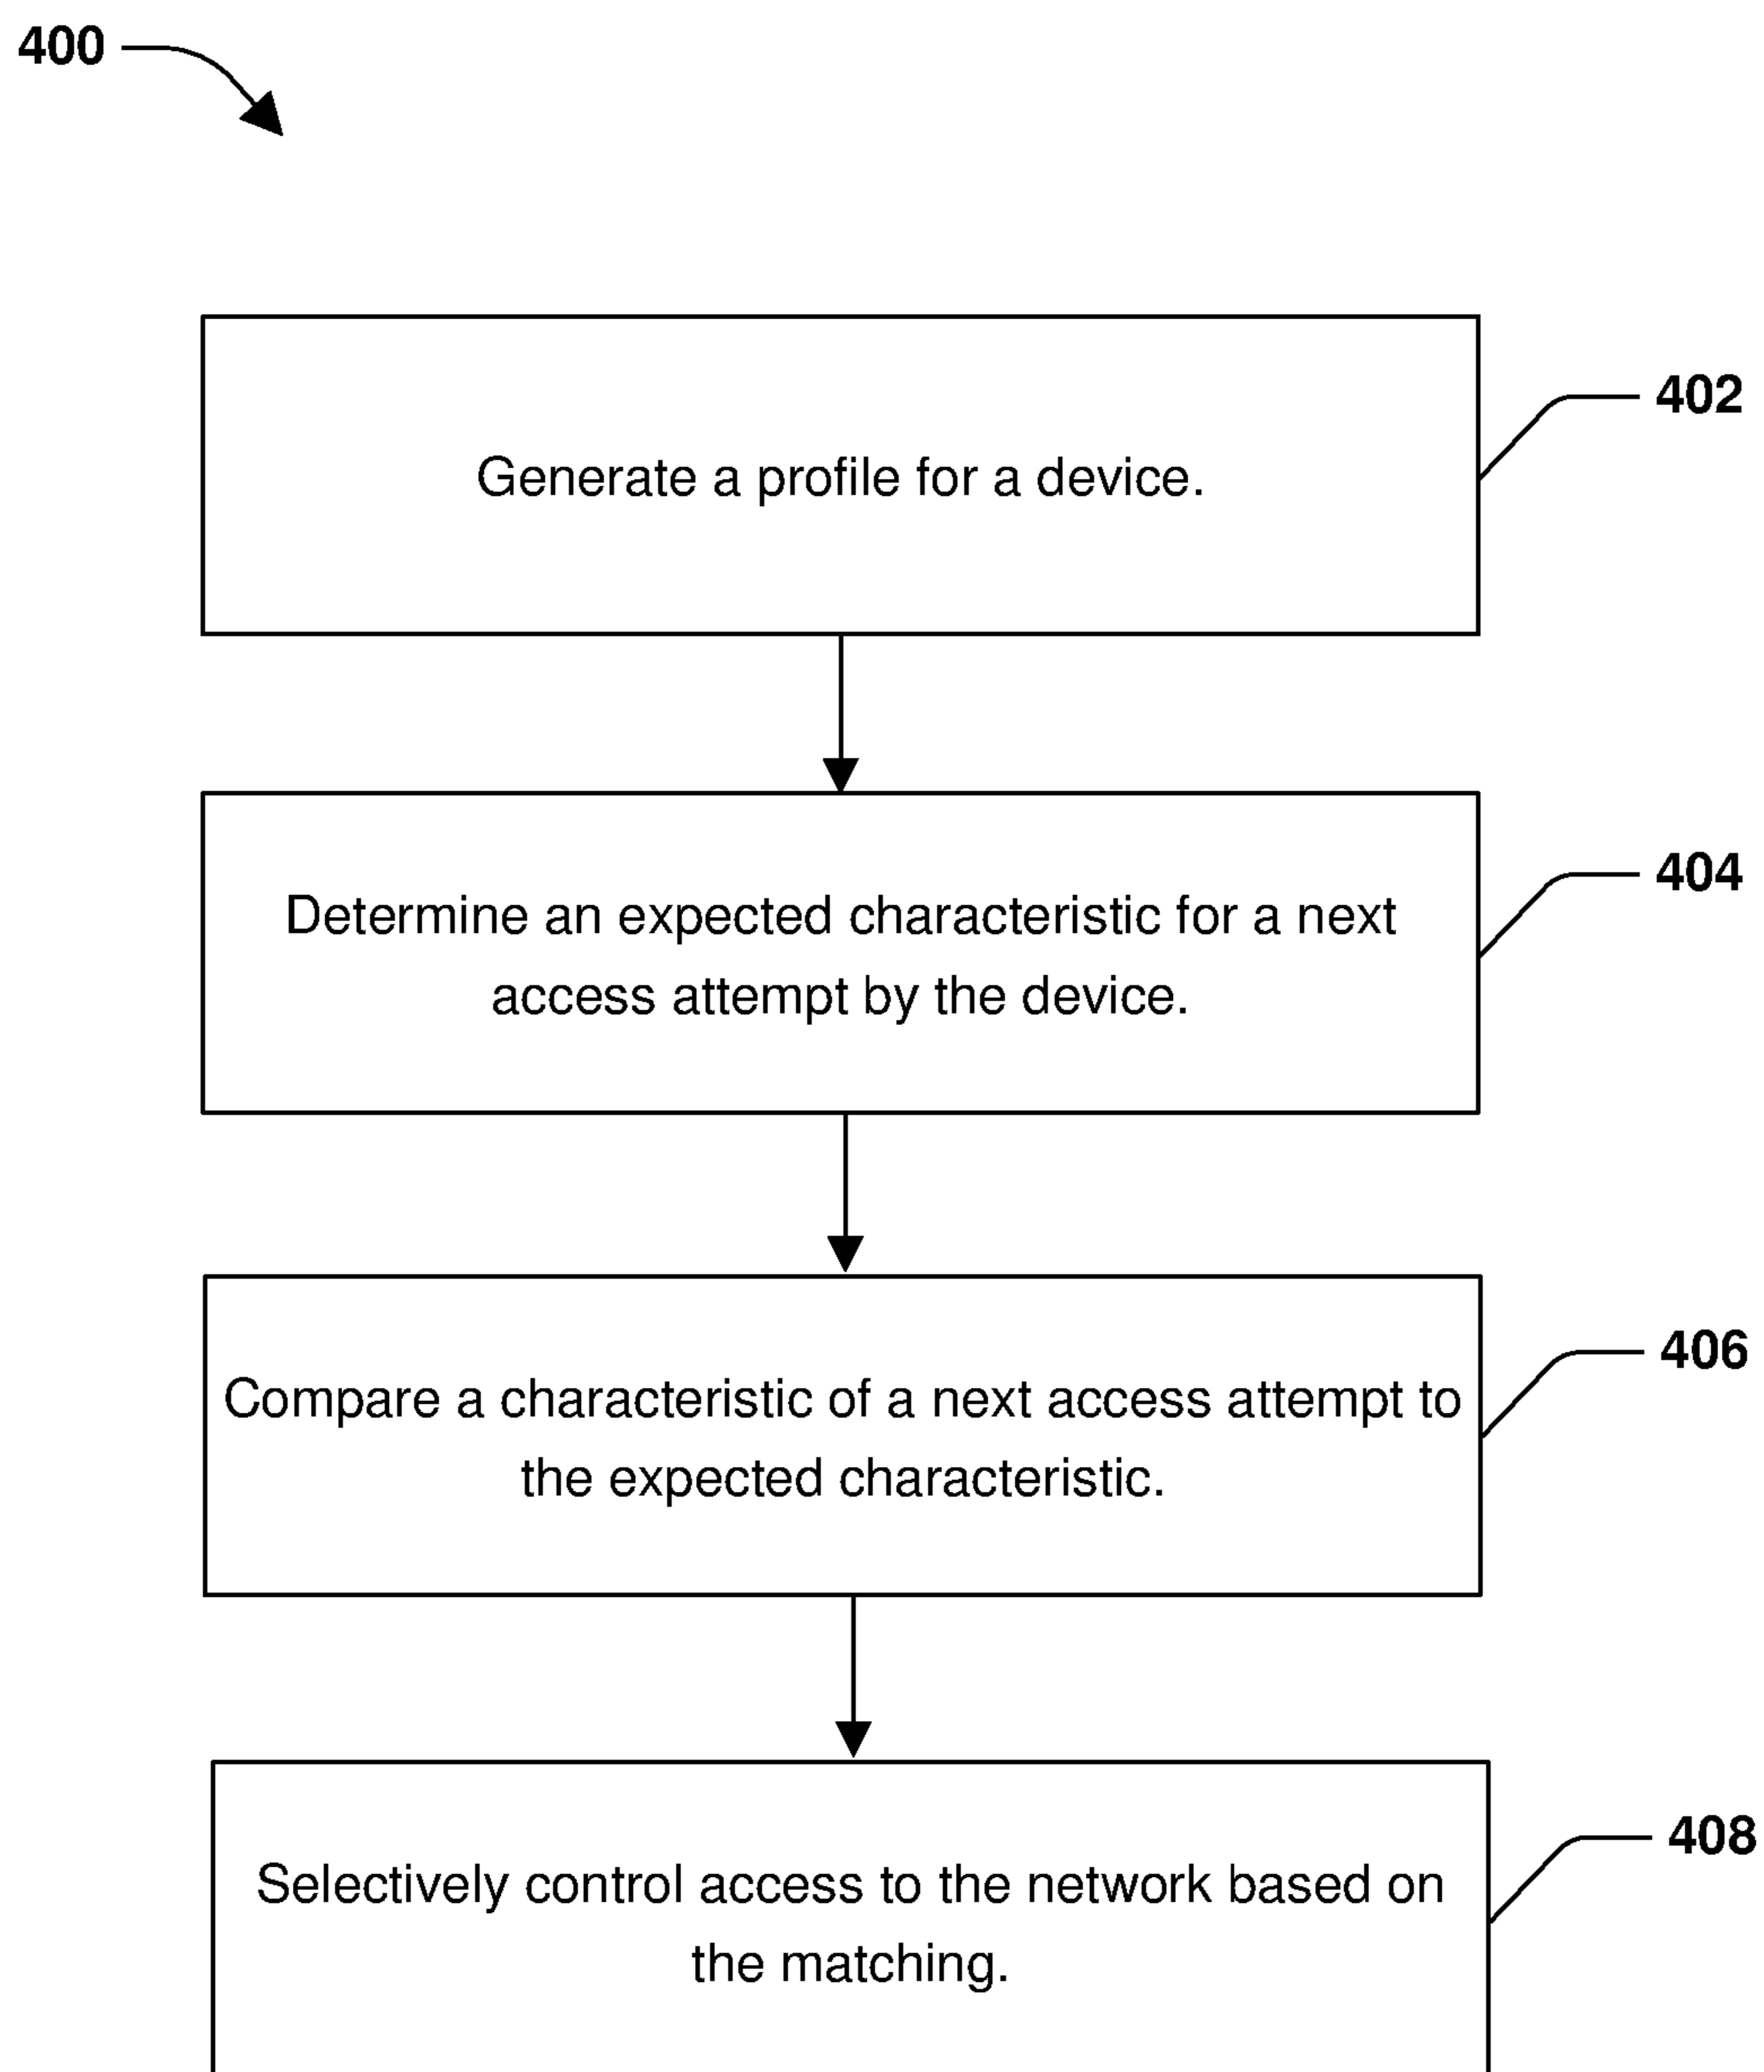 400
Generate a profile for a device.
402
Determine an expected characteristic for a next
access attempt by the device.
404
Compare a characteristic of a next access attempt to
the expected characteristic.
406
Selectively control access to the network based on
the matching.
408